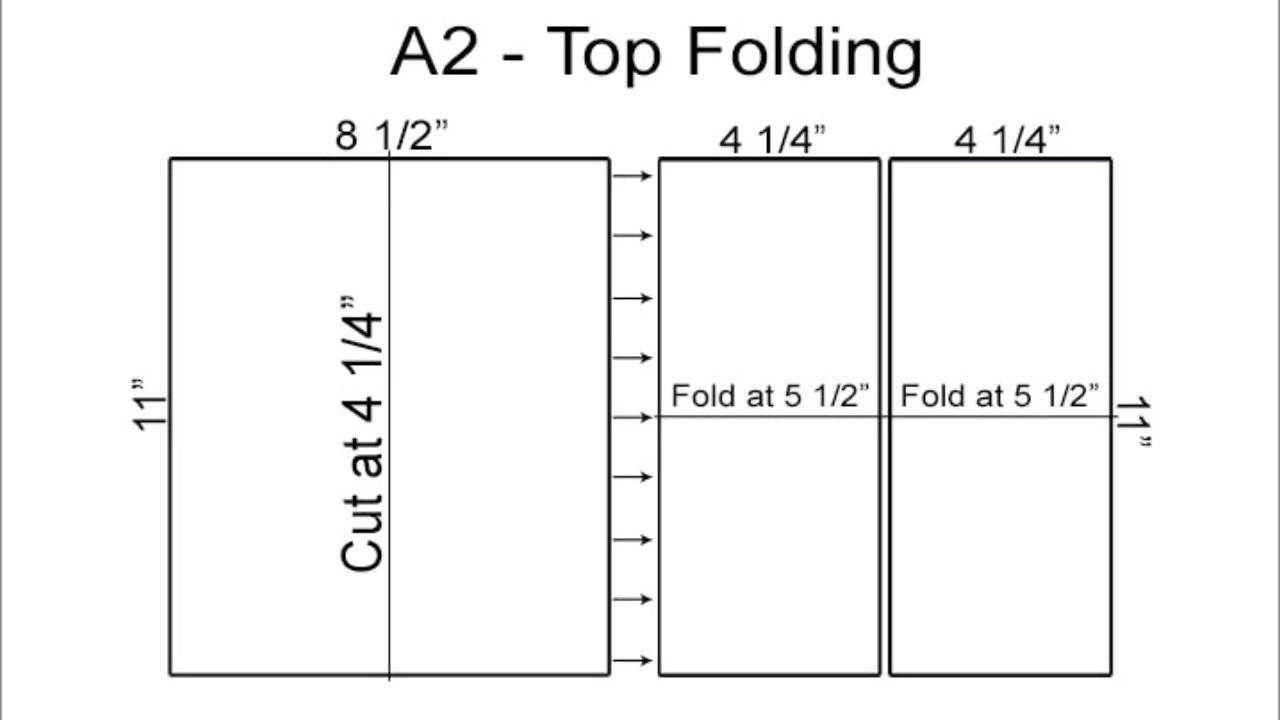 A2 - Top Folding
8 1/2”
4 1/4”
4 1/4”
11”
Cut at 4 1/4”
Fold at 5 1/2”
Fold at 5 1/2”
11”